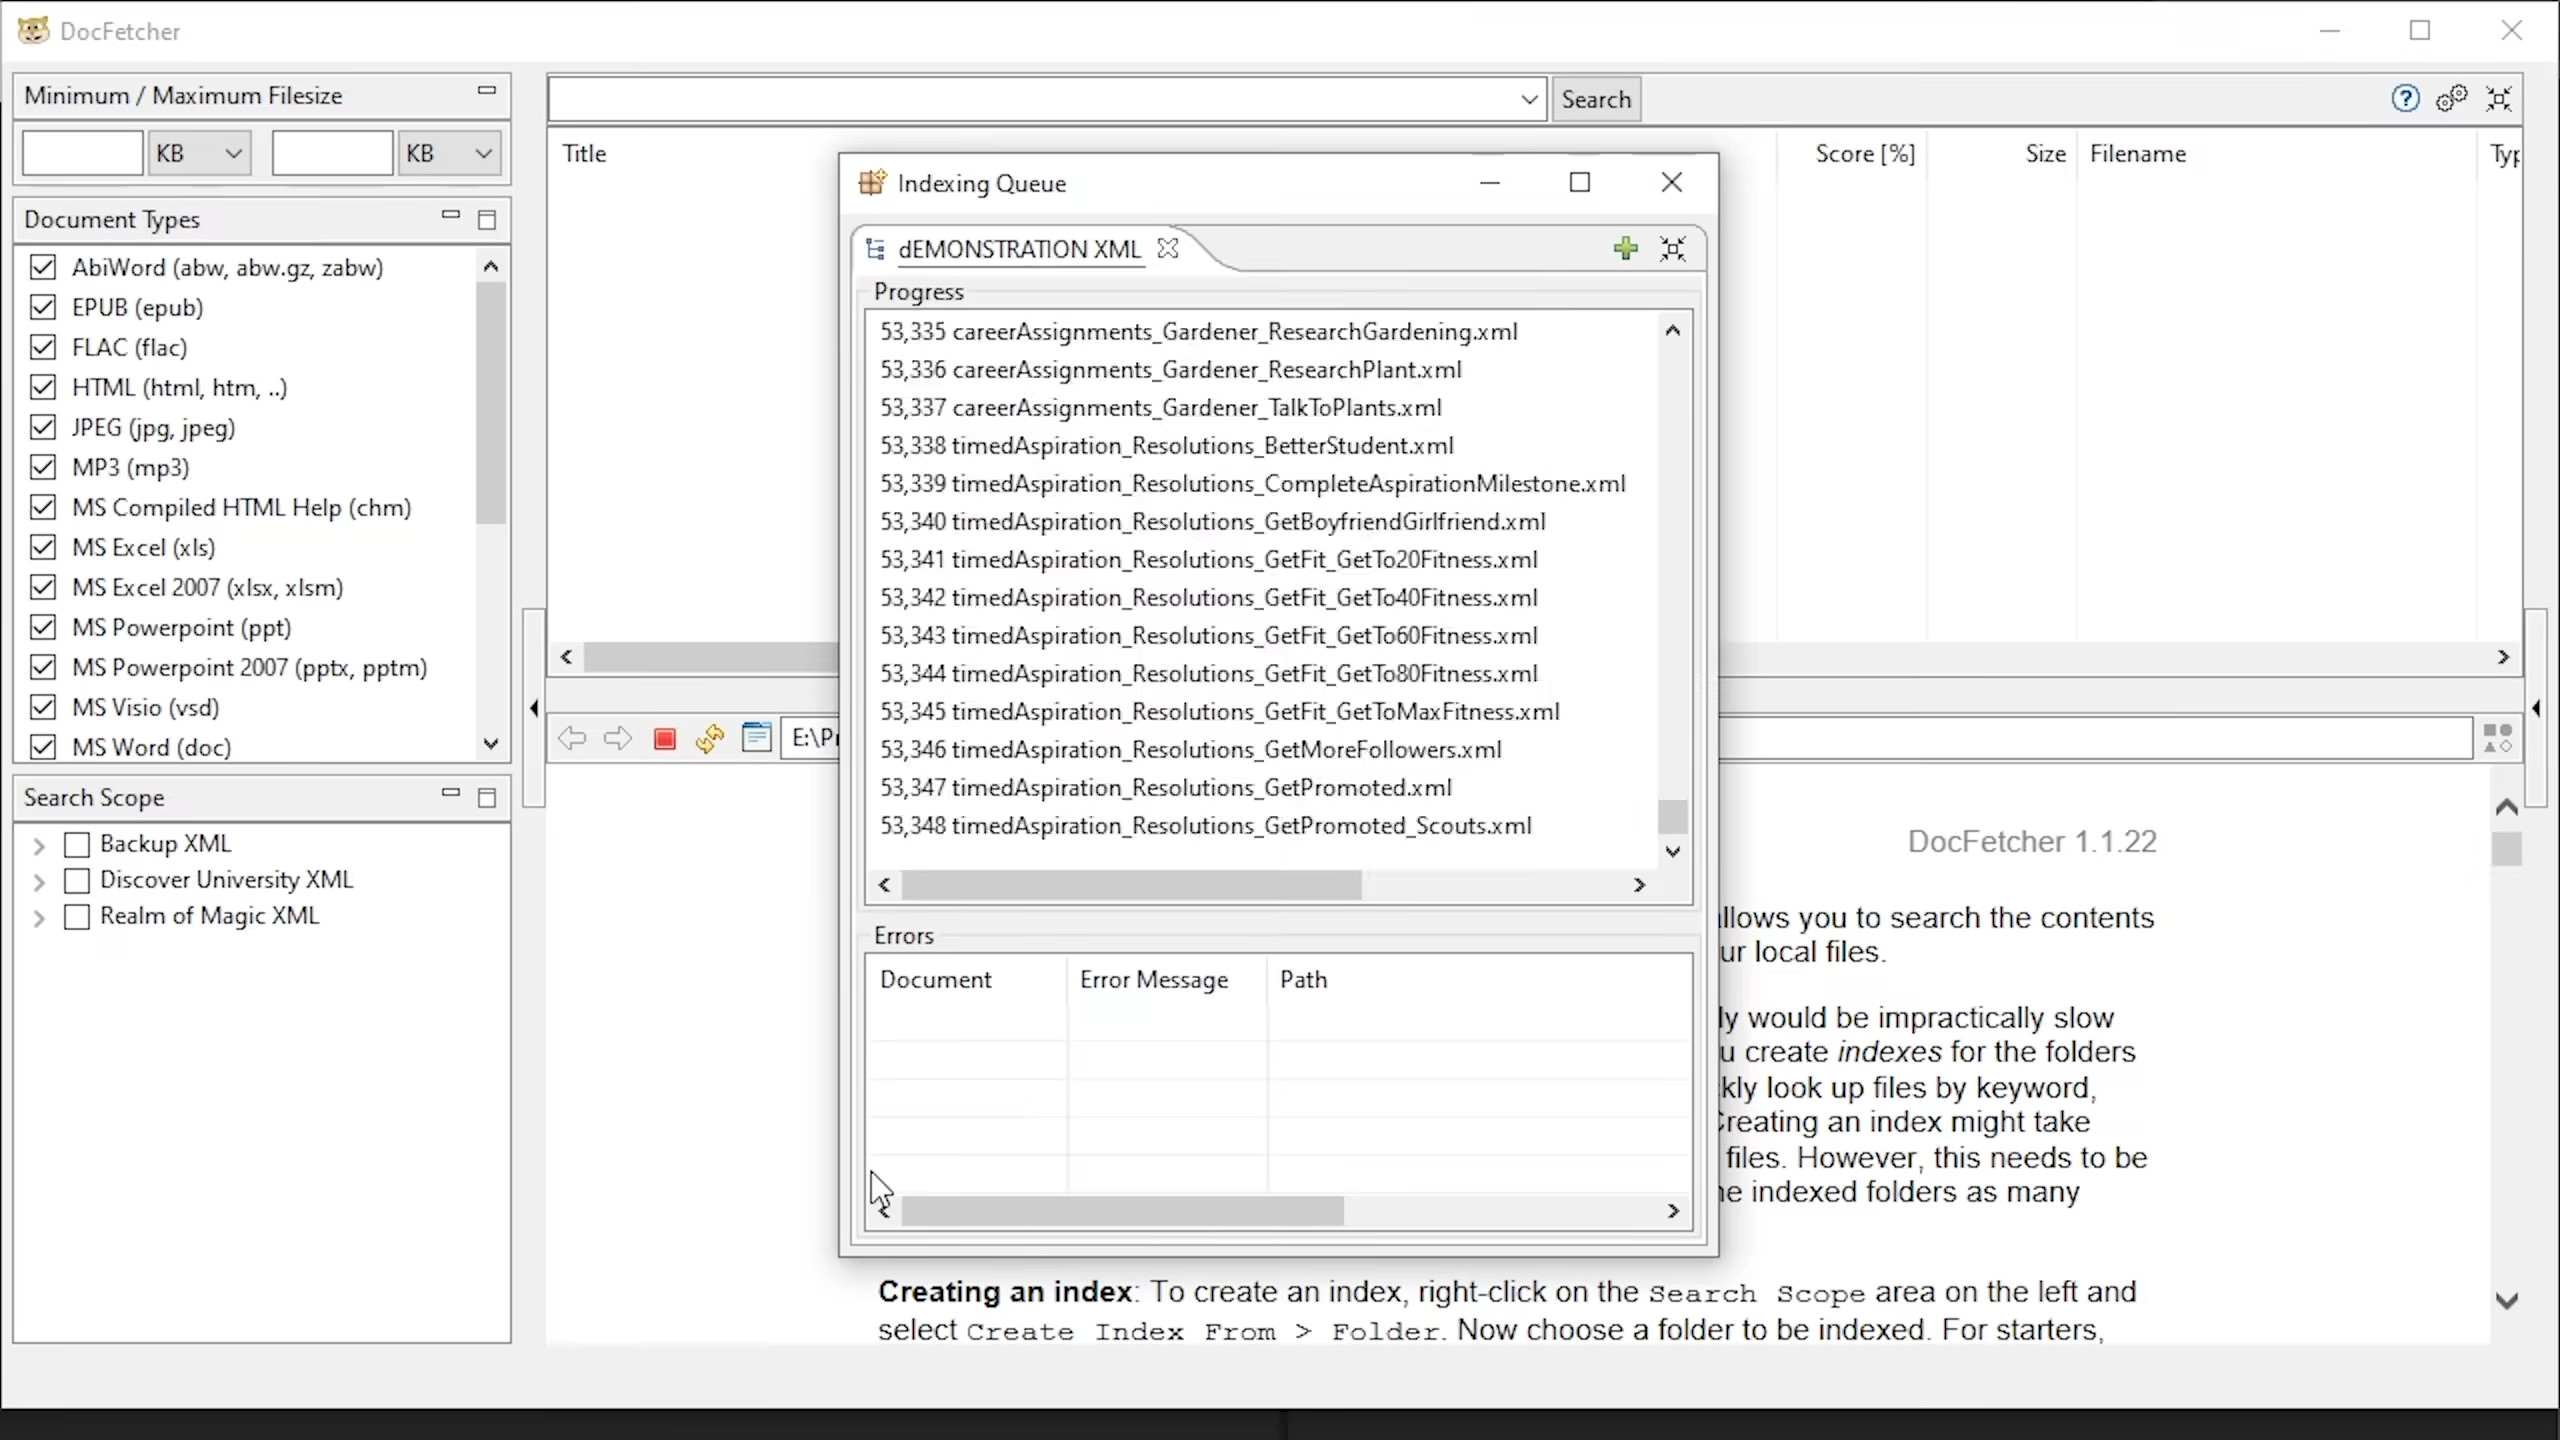 DocFetcher
Minimum / Maximum Filesize
KB
KB
Document Types
AbiWord (abw, abw.gz, zabw)
EPUB (epub)
FLAC (flac)
HTML (html, htm, ..)
JPEG (jpg, jpeg)
MP3 (mp3)
MS Compiled HTML Help (chm)
MS Excel (xls)
MS Excel 2007 (xlsx, xlsm)
MS Powerpoint (ppt)
MS Powerpoint 2007 (pptx, pptm)
MS Visio (vsd)
MS Word (doc)
Search Scope
Backup XML
Discover University XML
Realm of Magic XML
Search
Title
Score [%]
Size
Filename
Typ
Indexing Queue
dEMONSTRATION XML
Progress
53,335 careerAssignments_Gardener_ResearchGardening.xml
53,336 careerAssignments_Gardener_ResearchPlant.xml
53,337 careerAssignments_Gardener_TalkToPlants.xml
53,338 timedAspiration_Resolutions_BetterStudent.xml
53,339 timedAspiration_Resolutions_CompleteAspirationMilestone.xml
53,340 timedAspiration_Resolutions_GetBoyfriendGirlfriend.xml
53,341 timedAspiration_Resolutions_GetFit_GetTo20Fitness.xml
53,342 timedAspiration_Resolutions_GetFit_GetTo40Fitness.xml
53,343 timedAspiration_Resolutions_GetFit_GetTo60Fitness.xml
53,344 timedAspiration_Resolutions_GetFit_GetTo80Fitness.xml
53,345 timedAspiration_Resolutions_GetFit_GetToMaxFitness.xml
53,346 timedAspiration_Resolutions_GetMoreFollowers.xml
53,347 timedAspiration_Resolutions_GetPromoted.xml
53,348 timedAspiration_Resolutions_GetPromoted_Scouts.xml
Errors
Document
Error Message
Path
E:\Pr
DocFetcher 1.1.22
llows you to search the contents
ur local files.
ly would be impractically slow
u create indexes for the folders
kly look up files by keyword,
Creating an index might take
files. However, this needs to be
he indexed folders as many
Creating an index: To create an index, right-click on the Search Scope area on the left and
select Create Index From > Folder. Now choose a folder to be indexed. For starters,